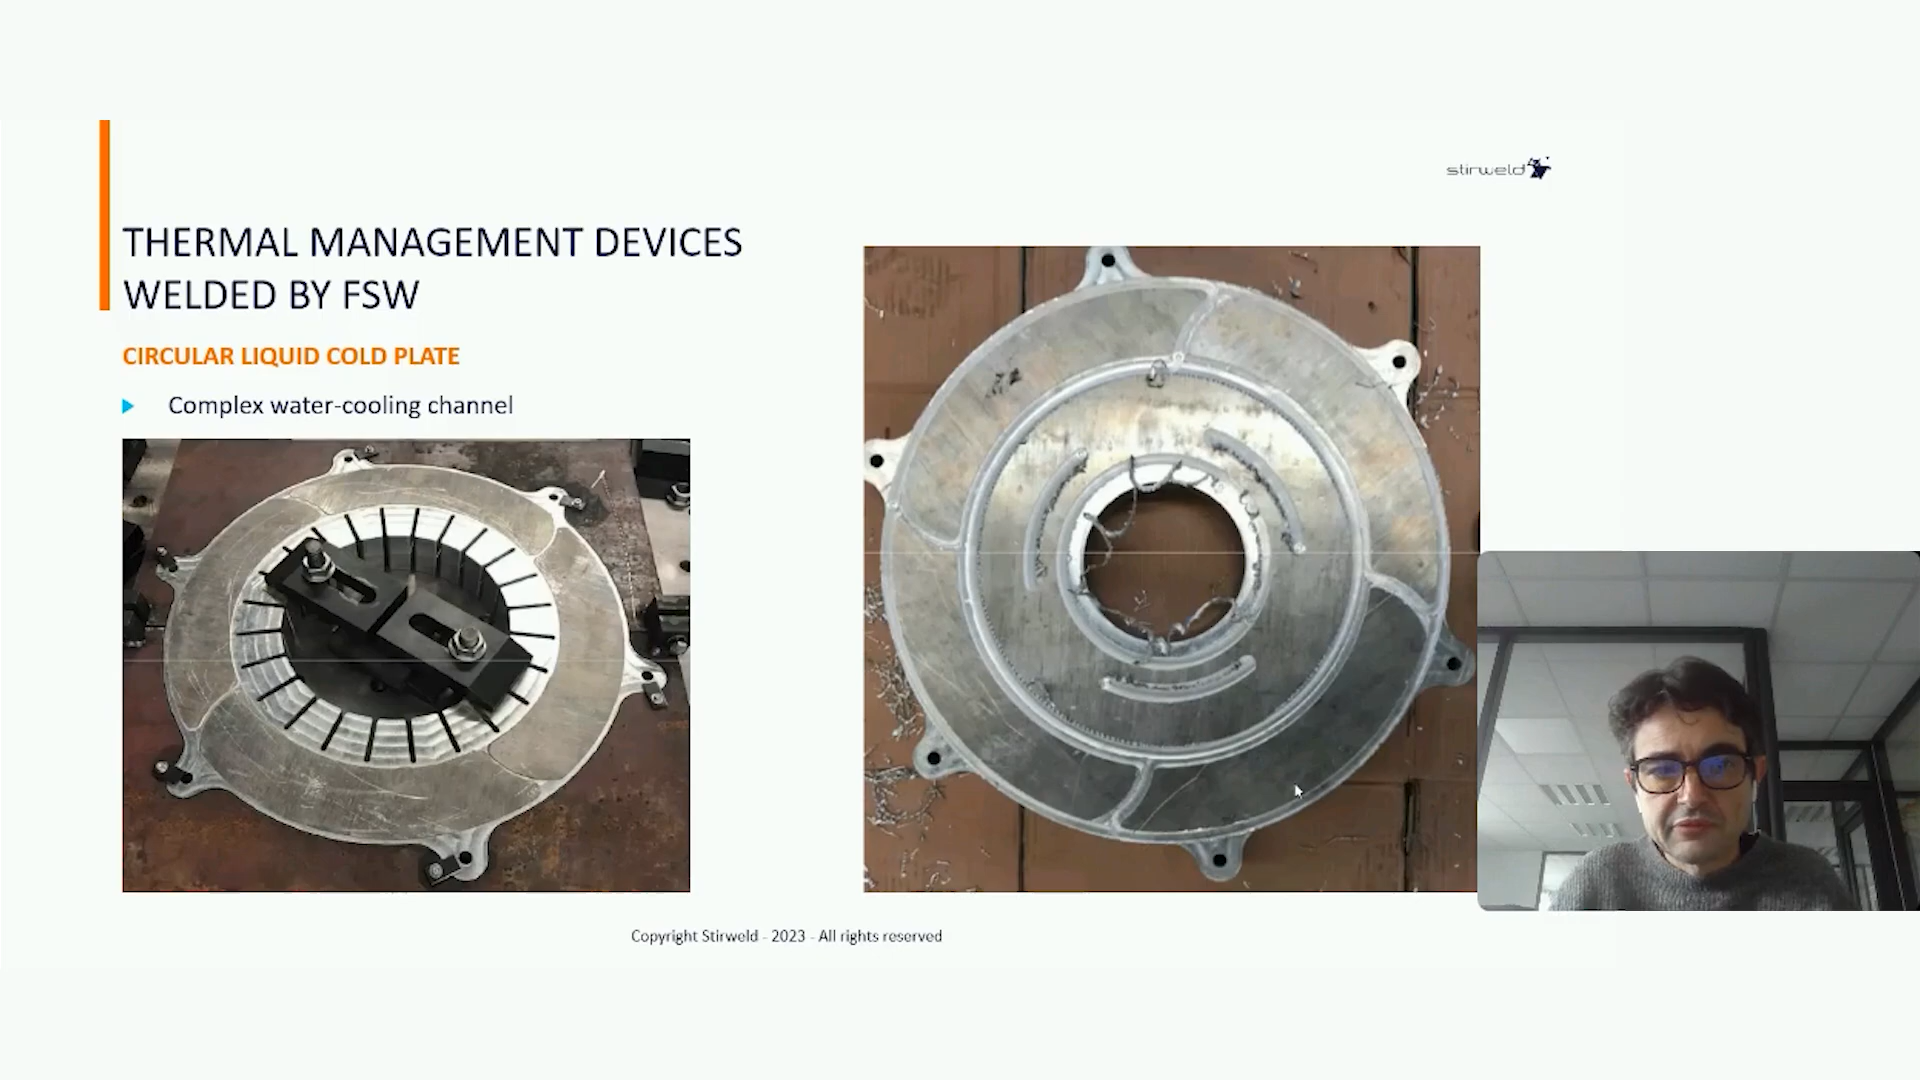 stirweld
THERMAL MANAGEMENT DEVICES
WELDED BY FSW
CIRCULAR LIQUID COLD PLATE
Complex water-cooling channel
Copyright Stirweld - 2023 - All rights reserved